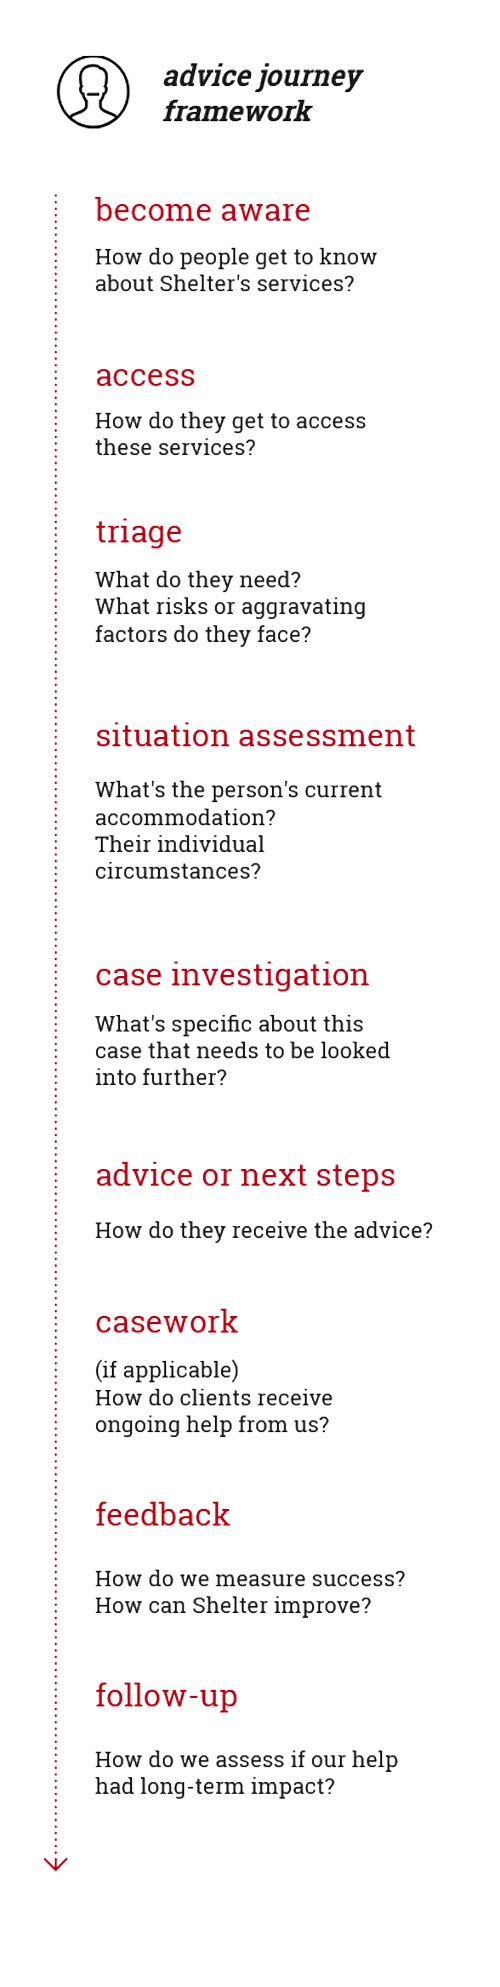 advice journey
framework
become aware
How do people get to know
about Shelter's services?
access
How do they get to access
these services?
triage
What do they need?
What risks or aggravating
factors do they face?
situation assessment
What's the person's current
accommodation?
Their individual
circumstances?
case investigation
What's specific about this
case that needs to be looked
into further?
advice or next steps
How do they receive the advice?
casework
(if applicable)
How do clients receive
ongoing help from us?
feedback
How do we measure success?
How can Shelter improve?
follow-up
How do we assess if our help
had long-term impact?